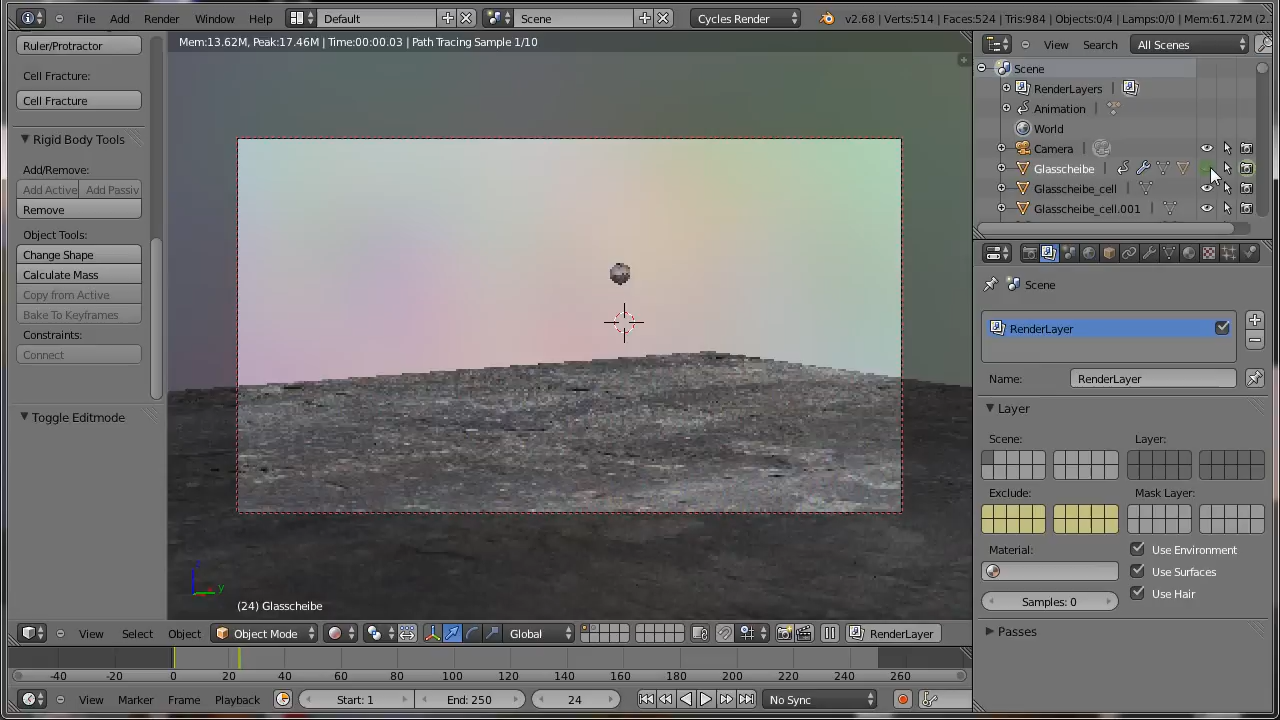 File Add Render Window Help Default Scene Cycles Render v2.68 | Verts:514 | Faces:524 | Tris:984 | Objects:0/4 | Lamps:0/0 | Mem:61.72M (2.
Ruler/Protractor
Cell Fracture:
Cell Fracture
Rigid Body Tools
Add/Remove:
Add Active Add Passiv
Remove
Object Tools:
Change Shape
Calculate Mass
Copy from Active
Bake To Keyframes
Constraints:
Connect
Toggle Editmode
Mem:13.62M, Peak:17.46M | Time:00:00.03 | Path Tracing Sample 1/10
z
y
(24) Glasscheibe
View Select Object Object Mode Global RenderLayer
View Search All Scenes
Scene
RenderLayers
Animation
World
Camera
Glasscheibe
Glasscheibe_cell
Glasscheibe_cell.001
Scene
RenderLayer
Name: RenderLayer
Layer
Scene: Layer:
Exclude: Mask Layer:
Material: Use Environment
Use Surfaces
Samples: 0 Use Hair
Passes
-40 -20 0 20 40 60 80 100 120 140 160 180 200 220 240 260
View Marker Frame Playback Start: 1 End: 250 24 No Sync